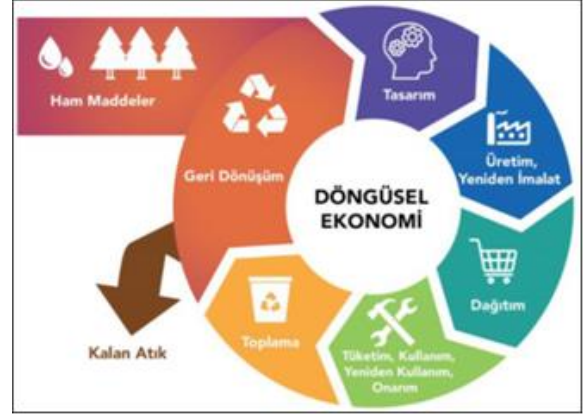 Ham Maddeler
Tasarım
Geri Dönüşüm
Üretim,
Yeniden İmalat
DÖNGÜSEL
EKONOMİ
Dağıtım
Tüketim, Kullanım,
Yeniden Kullanım,
Onarım
Toplama
Kalan Atık